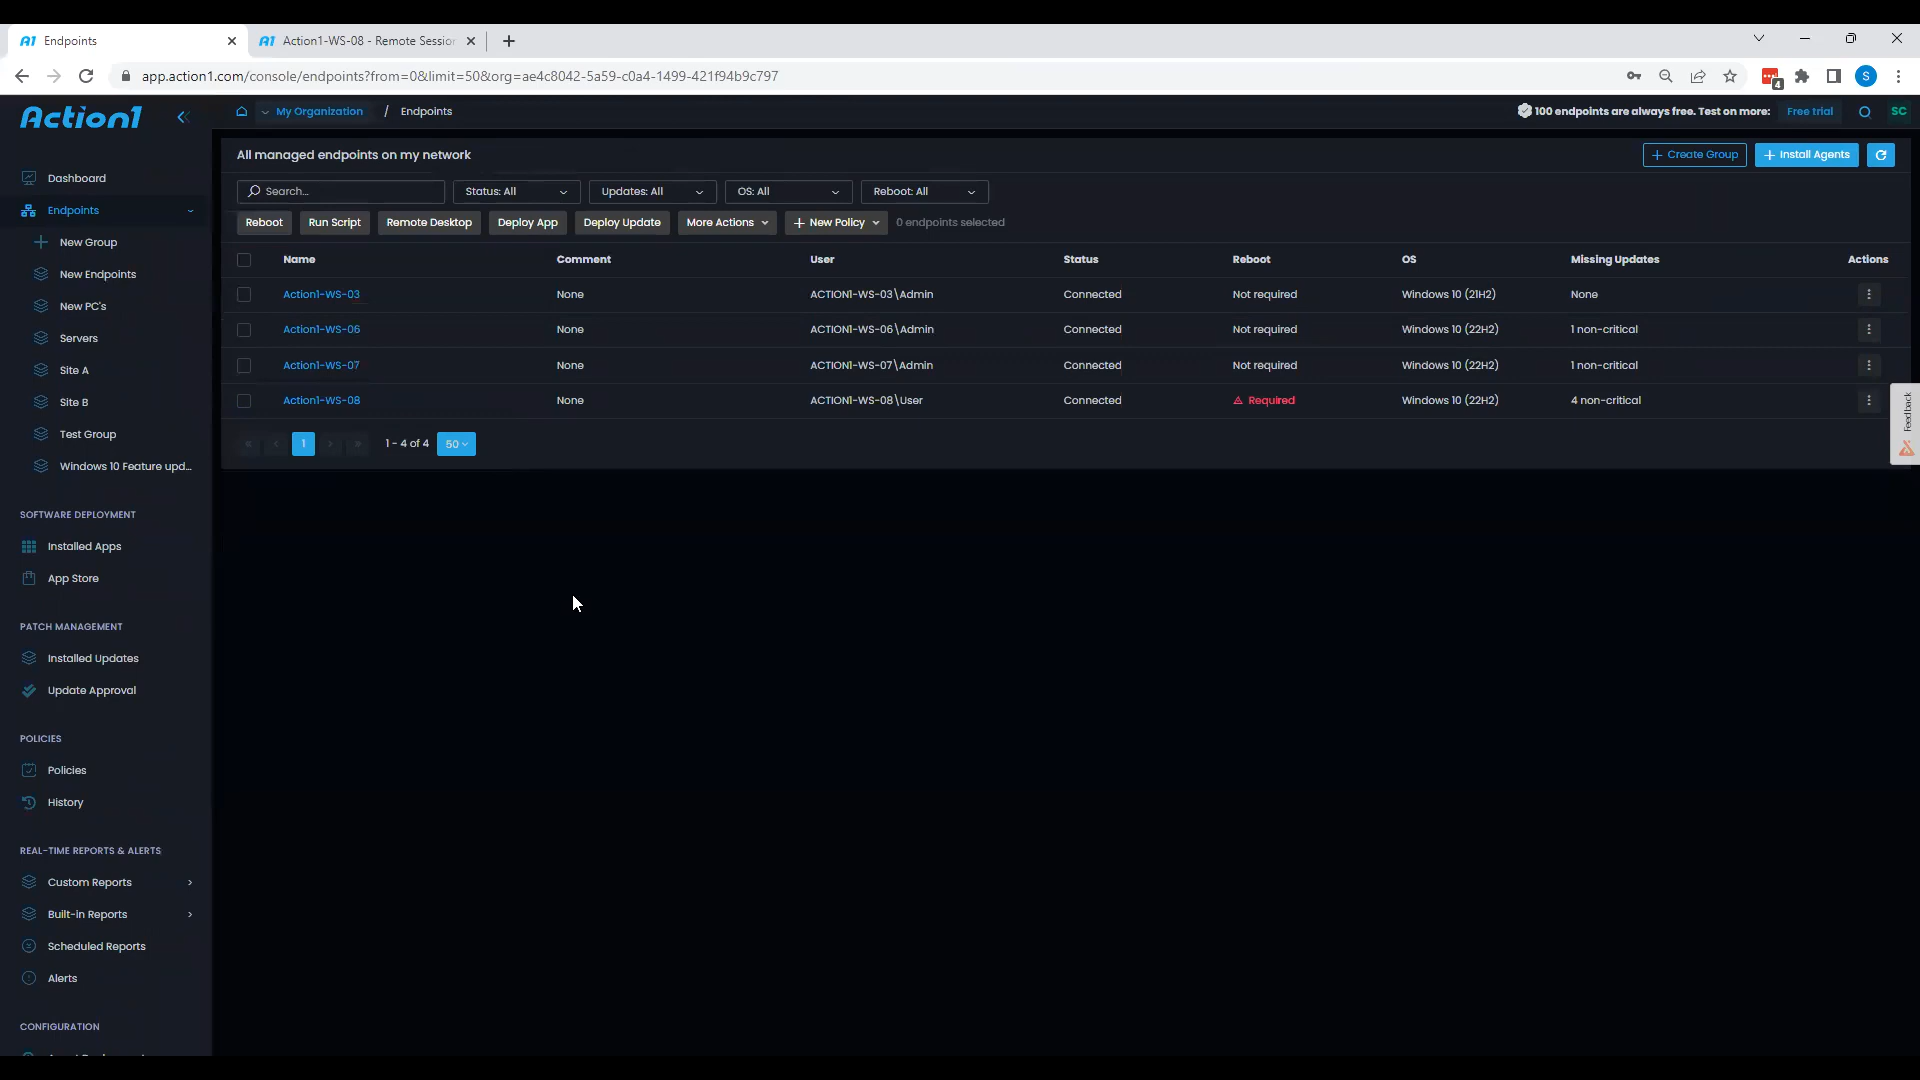 Endpoints
Action1-WS-08 - Remote Sessio
app.action1.com/console/endpoints?from=0&limit=50&org=ae4c8042-5a59-c0a4-1499-421f94b9c797
4
S
Action1
My Organization / Endpoints
100 endpoints are always free. Test on more: Free trial
SC
All managed endpoints on my network
+ Create Group
+ Install Agents
Search...
Status: All
Updates: All
OS: All
Reboot: All
Reboot
Run Script
Remote Desktop
Deploy App
Deploy Update
More Actions
+ New Policy
0 endpoints selected
Name Comment User Status Reboot OS Missing Updates Actions
Action1-WS-03 None ACTION1-WS-03\Admin Connected Not required Windows 10 (21H2) None
Action1-WS-06 None ACTION1-WS-06\Admin Connected Not required Windows 10 (22H2) 1 non-critical
Action1-WS-07 None ACTION1-WS-07\Admin Connected Not required Windows 10 (22H2) 1 non-critical
Action1-WS-08 None ACTION1-WS-08\User Connected Required Windows 10 (22H2) 4 non-critical
« ‹ 1 › » 1 - 4 of 4 50
Feedback
Dashboard
Endpoints
New Group
New Endpoints
New PC's
Servers
Site A
Site B
Test Group
Windows 10 Feature upd...
SOFTWARE DEPLOYMENT
Installed Apps
App Store
PATCH MANAGEMENT
Installed Updates
Update Approval
POLICIES
Policies
History
REAL-TIME REPORTS & ALERTS
Custom Reports
Built-in Reports
Scheduled Reports
Alerts
CONFIGURATION